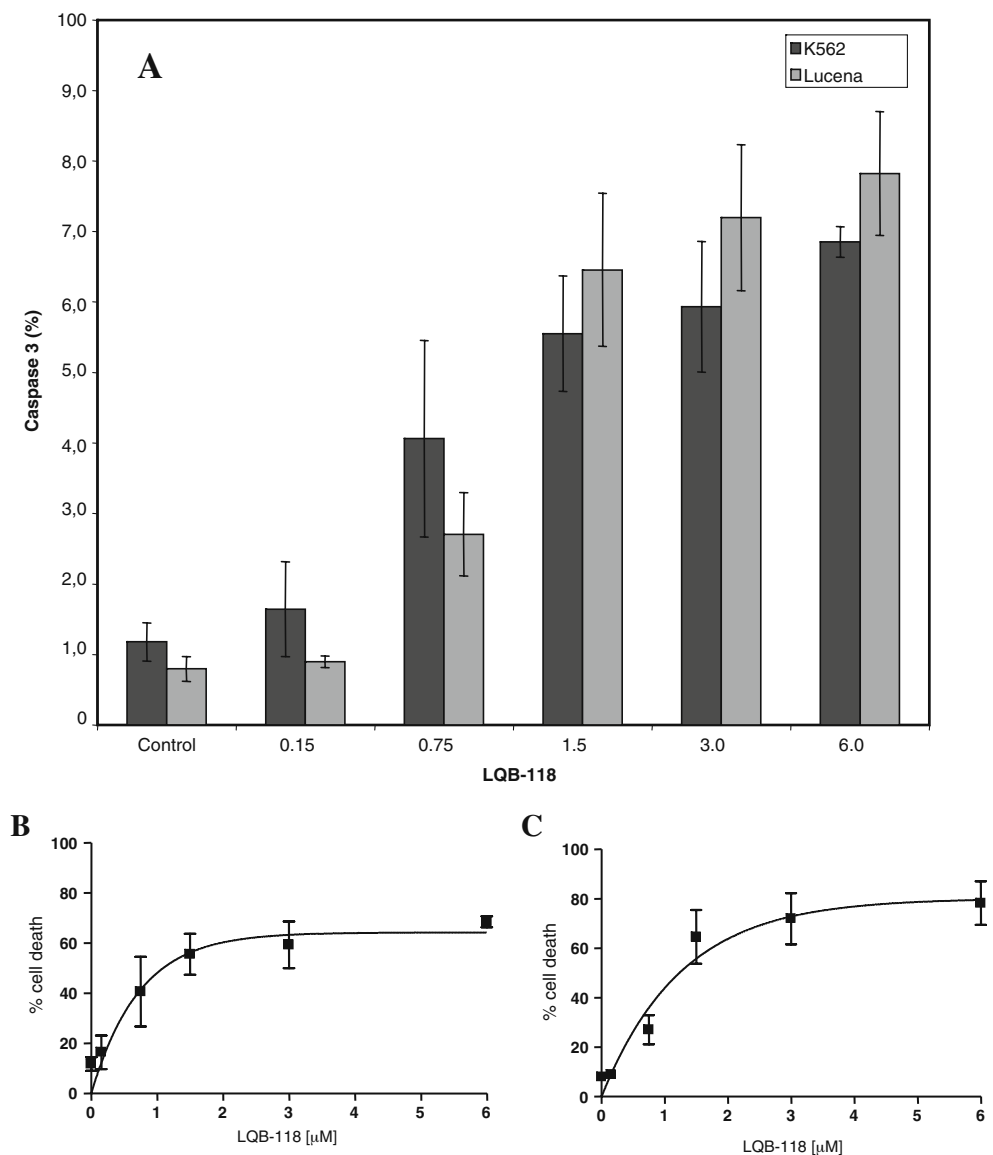 A
K562
Lucena
Caspase 3 (%)
100
9,0
8,0
7,0
6,0
5,0
4,0
3,0
2,0
1,0
0
Control 0.15 0.75 1.5 3.0 6.0
LQB-118
B
% cell death
100
80
60
40
20
0
0 1 2 3 4 5 6
LQB-118 [µM]
C
% cell death
100
80
60
40
20
0
0 1 2 3 4 5 6
LQB-118 [µM]